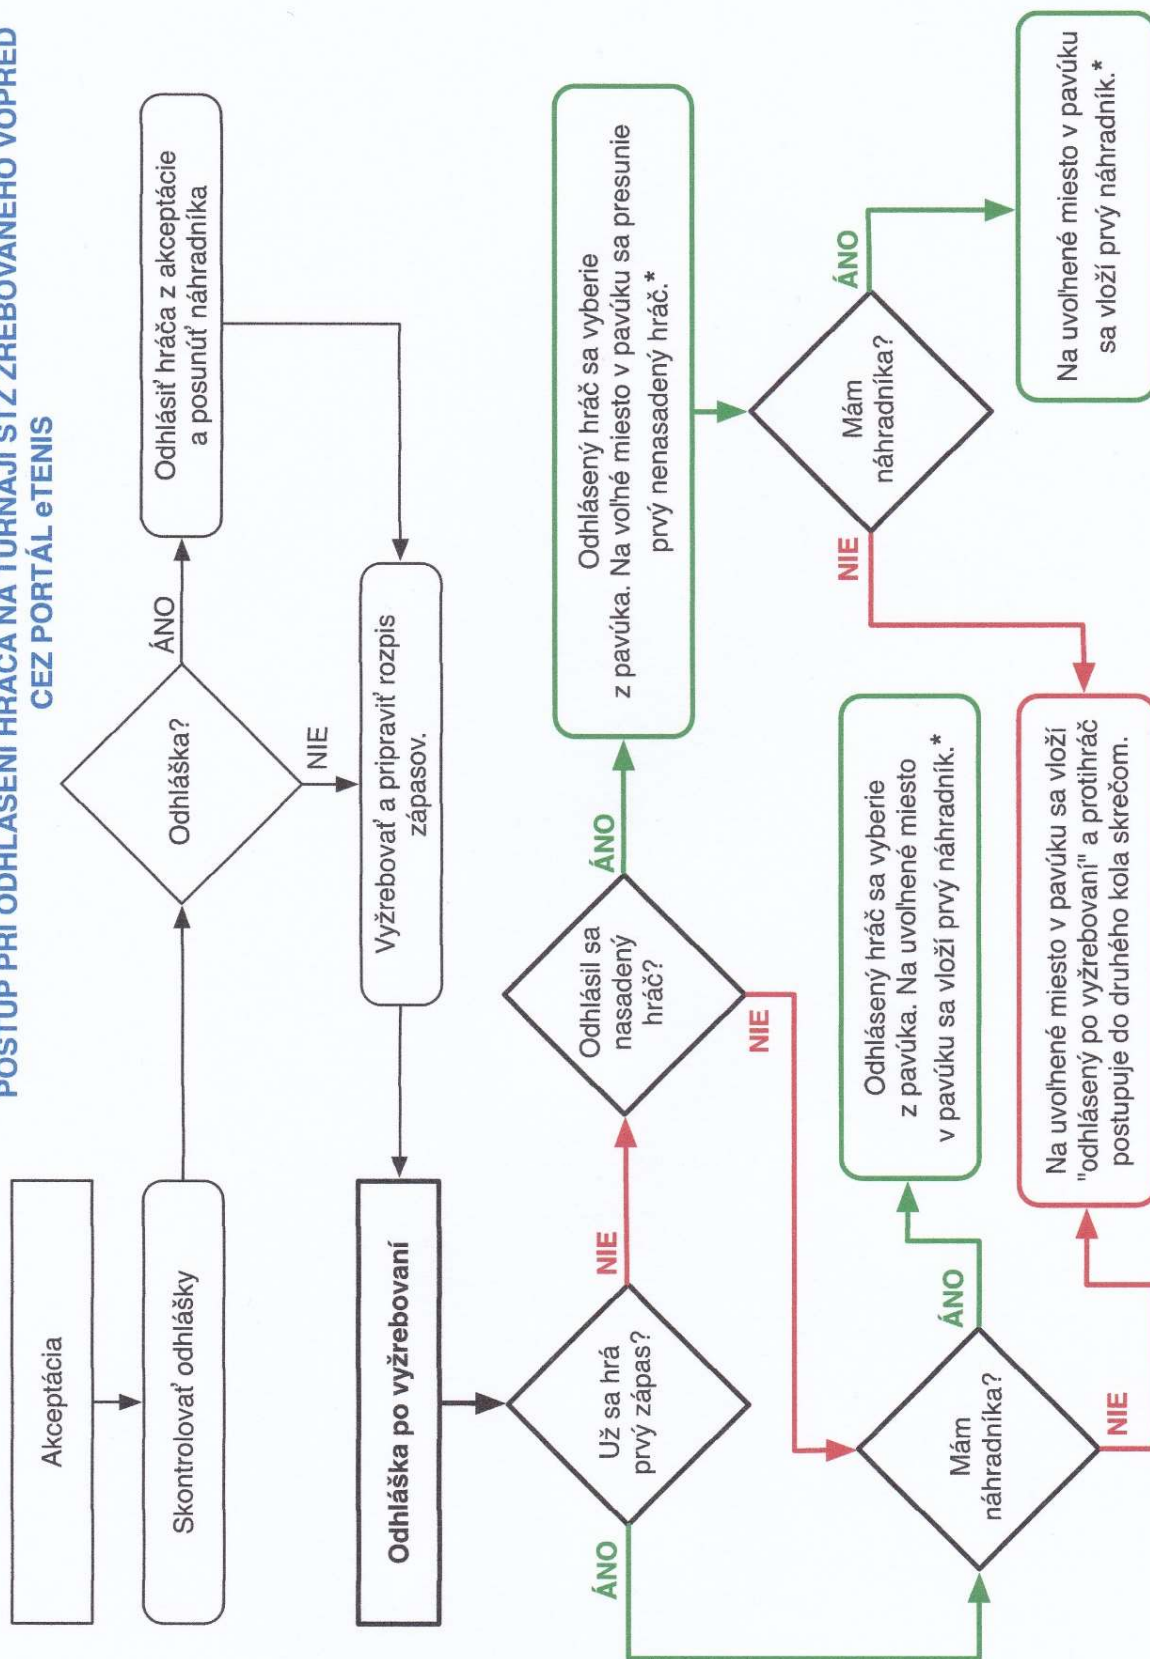 POSTUP PRI ODHLÁSENÍ HRÁČA NA TURNAJI STZ ŽREBOVANÉHO VOPRED
CEZ PORTÁL eTENIS
Akceptácia
Skontrolovať odhlášky
Odhláška?
ÁNO
Odhlásiť hráča z akceptácie
a posunúť náhradníka
NIE
Vyžrebovať a pripraviť rozpis
zápasov.
Odhláška po vyžrebovaní
Už sa hrá
prvý zápas?
NIE
ÁNO
Odhlásil sa
nasadený
hráč?
ÁNO
NIE
Odhlásený hráč sa vyberie
z pavúka. Na voľné miesto v pavúku sa presunie
prvý nenasadený hráč.*
Mám
náhradníka?
ÁNO
NIE
Na uvoľnené miesto v pavúku
sa vloží prvý náhradník.*
Mám
náhradníka?
ÁNO
NIE
Odhlásený hráč sa vyberie
z pavúka. Na uvoľnené miesto
v pavúku sa vloží prvý náhradník.*
Na uvoľnené miesto v pavúku sa vloží
"odhlásený po vyžrebovaní" a protihráč
postupuje do druhého kola skrečom.